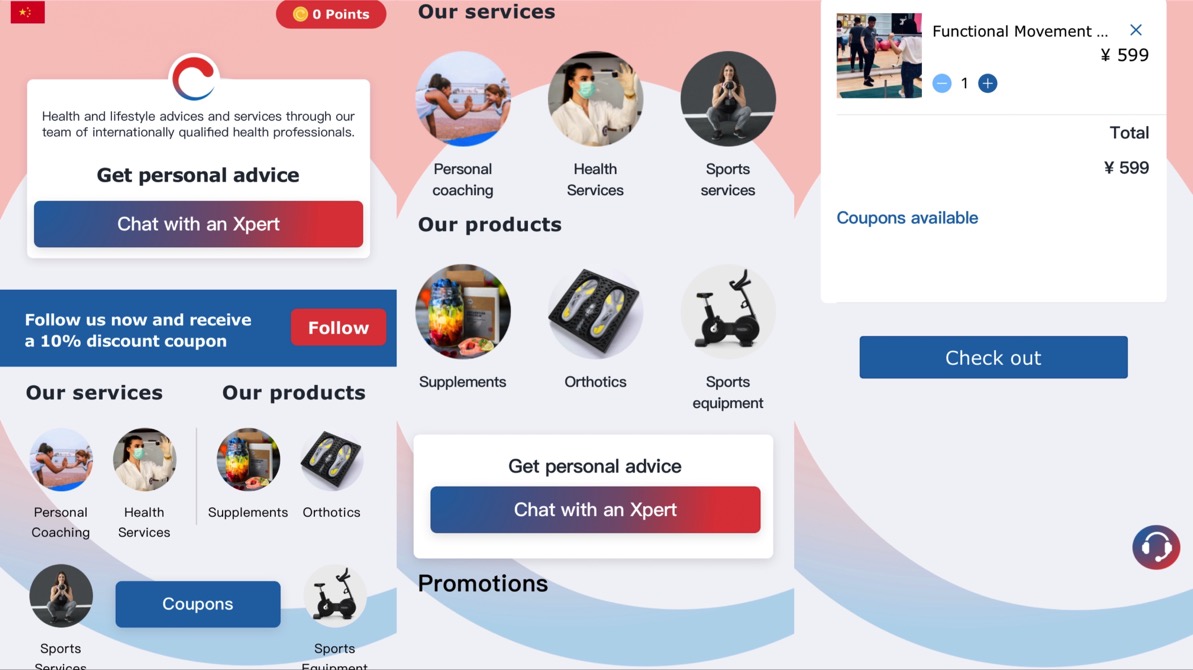 0 Points
Health and lifestyle advices and services through our
team of internationally qualified health professionals.
Get personal advice
Chat with an Xpert
Follow us now and receive
a 10% discount coupon
Follow
Our services
Our products
Personal
Coaching
Health
Services
Supplements
Orthotics
Sports
Services
Coupons
Sports
Equipment
Our services
Personal
coaching
Health
Services
Sports
services
Our products
Supplements
Orthotics
Sports
equipment
Get personal advice
Chat with an Xpert
Promotions
Functional Movement ...
¥ 599
1
Total
¥ 599
Coupons available
Check out